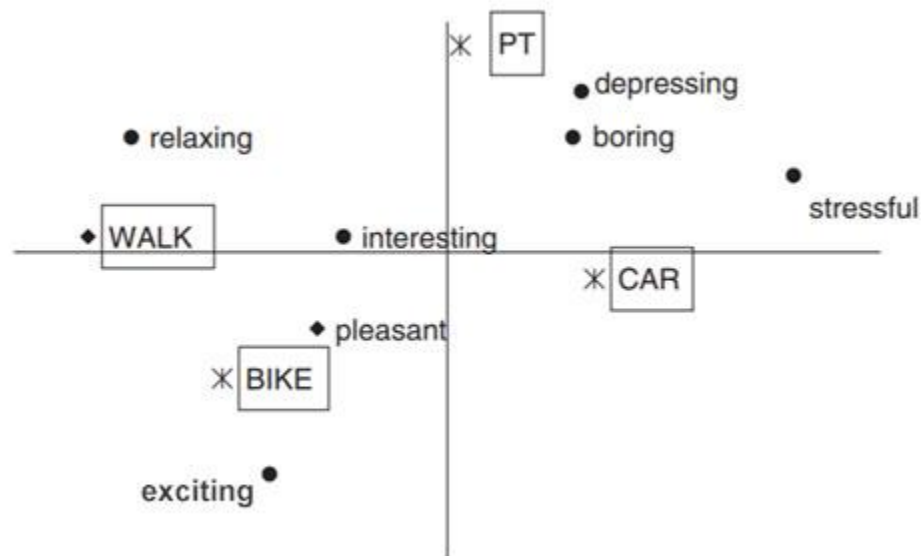 PT
depressing
relaxing
boring
stressful
WALK
interesting
CAR
pleasant
BIKE
exciting